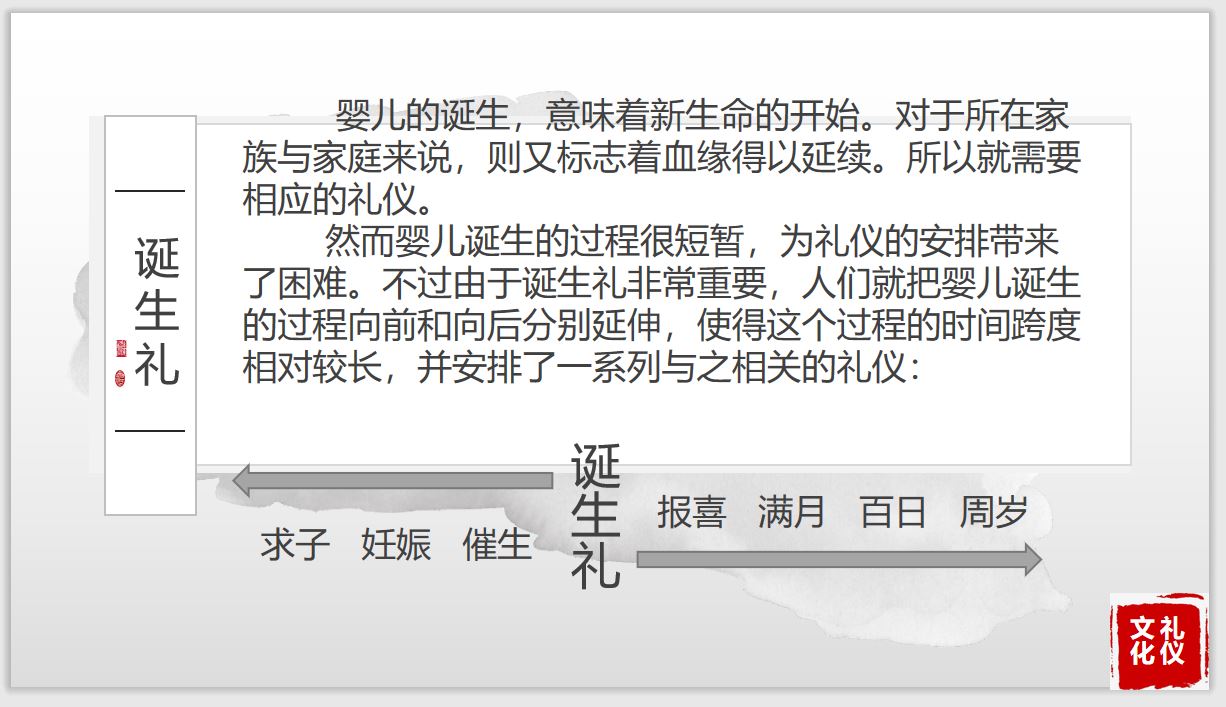 诞生礼
婴儿的诞生，意味着新生命的开始。对于所在家
族与家庭来说，则又标志着血缘得以延续。所以就需要
相应的礼仪。
然而婴儿诞生的过程很短暂，为礼仪的安排带来
了困难。不过由于诞生礼非常重要，人们就把婴儿诞生
的过程向前和向后分别延伸，使得这个过程的时间跨度
相对较长，并安排了一系列与之相关的礼仪：
求子 妊娠 催生
诞生礼
报喜 满月 百日 周岁
礼仪
文化